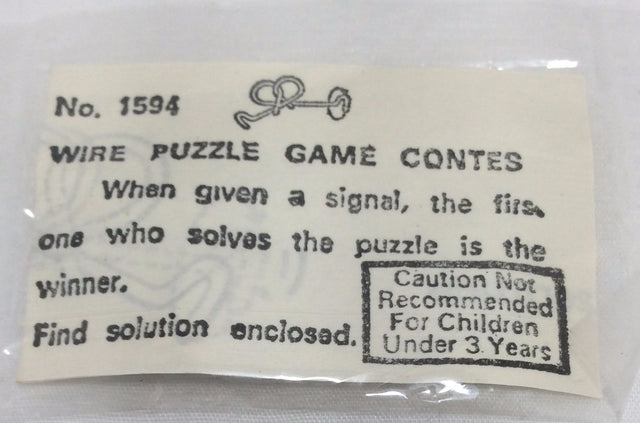 No. 1594
WIRE PUZZLE GAME CONTES
When given a signal, the firs
one who solves the puzzle is the
winner.
Find solution enclosed.
Caution Not
Recommended
For Children
Under 3 Years